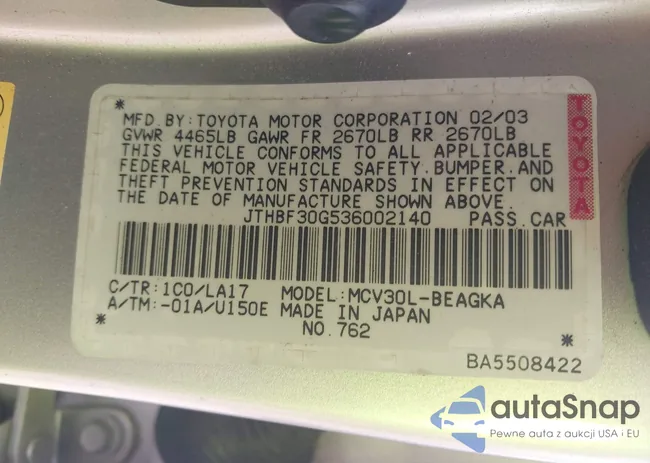 MFD.BY:TOYOTA MOTOR CORPORATION 02/03
GVWR 4465LB GAWR FR 2670LB RR 2670LB
THIS VEHICLE CONFORMS TO ALL APPLICABLE
FEDERAL MOTOR VEHICLE SAFETY.BUMPER.AND
THEFT PREVENTION STANDARDS IN EFFECT ON
THE DATE OF MANUFACTURE SHOWN ABOVE.
JTHBF30G536002140 PASS.CAR
TOYOTA
C/TR:1C0/LA17 MODEL:MCV30L-BEAGKA
A/TM:-01A/U150E MADE IN JAPAN
NO.762
BA5508422
autaSnap
Pewne auta z aukcji USA i EU